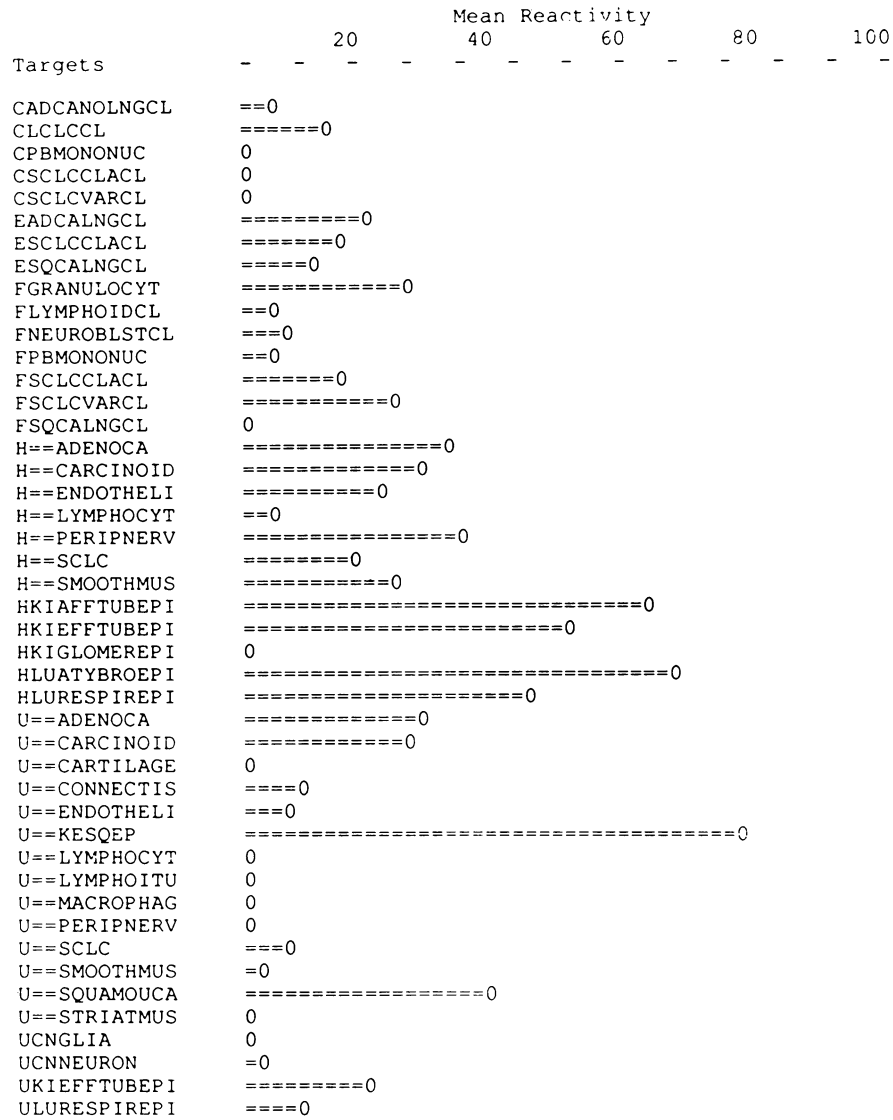 Mean Reactivity
20 40 60 80 100
Targets - - - - - - - - - - - - -
CADCANOLNGCL ==0
CLCLCCL ======0
CPBMONONUC 0
CSCLCCLACL 0
CSCLCVARCL 0
EADCALNGCL =========0
ESCLCCLACL =======0
ESQCALNGCL =====0
FGRANULOCYT ============0
FLYMPHOIDCL ==0
FNEUROBLSTCL ===0
FPBMONONUC ==0
FSCLCCLACL =======0
FSCLCVARCL ===========0
FSQCALNGCL 0
H==ADENOCA ===============0
H==CARCINOID =============0
H==ENDOTHELI ==========0
H==LYMPHOCYT ==0
H==PERIPNERV ================0
H==SCLC ========0
H==SMOOTHMUS ===========0
HKIAFFTUBEPI ==============================0
HKIEFFTUBEPI ========================0
HKIGLOMEREPI 0
HLUATYBROEPI ================================0
HLURESPIREPI =====================0
U==ADENOCA =============0
U==CARCINOID ============0
U==CARTILAGE 0
U==CONNECTIS ====0
U==ENDOTHELI ===0
U==KESQEP =====================================0
U==LYMPHOCYT 0
U==LYMPHOITU 0
U==MACROPHAG 0
U==PERIPNERV 0
U==SCLC ===0
U==SMOOTHMUS =0
U==SQUAMOUCA ==================0
U==STRIATMUS 0
UCNGLIA 0
UCNNEURON =0
UKIEFFTUBEPI =========0
ULURESPIREPI ====0